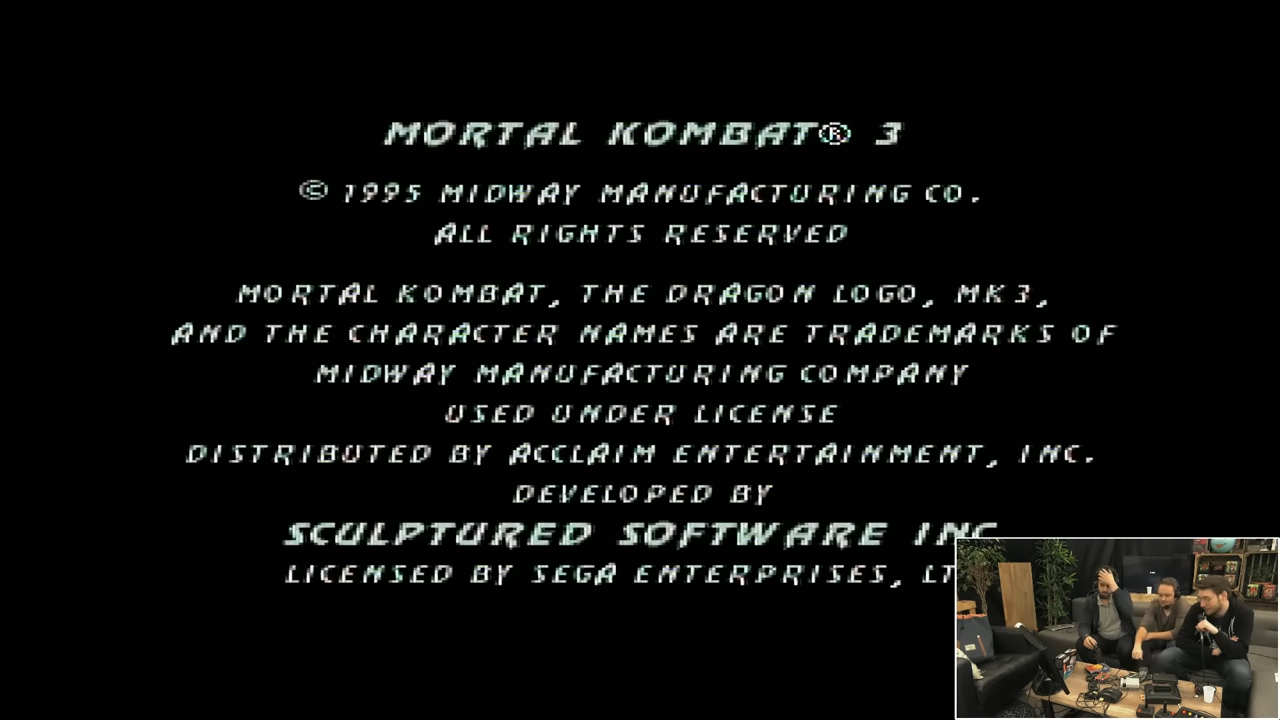 MORTAL KOMBAT® 3
© 1995 MIDWAY MANUFACTURING CO.
ALL RIGHTS RESERVED
MORTAL KOMBAT, THE DRAGON LOGO, MK3,
AND THE CHARACTER NAMES ARE TRADEMARKS OF
MIDWAY MANUFACTURING COMPANY
USED UNDER LICENSE
DISTRIBUTED BY ACCLAIM ENTERTAINMENT, INC.
DEVELOPED BY
SCULPTURED SOFTWARE INC
LICENSED BY SEGA ENTERPRISES,